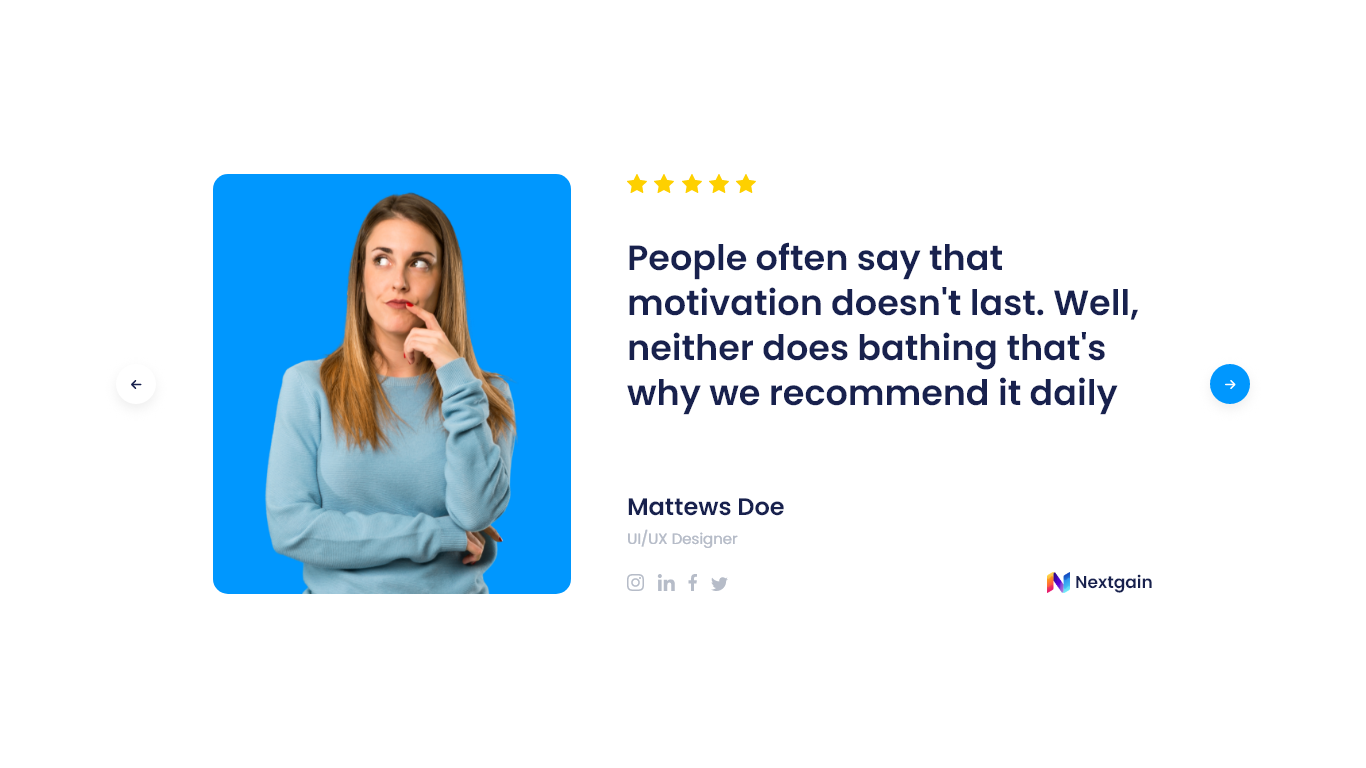 People often say that
motivation doesn't last. Well,
neither does bathing that's
why we recommend it daily
Mattews Doe
UI/UX Designer
Nextgain